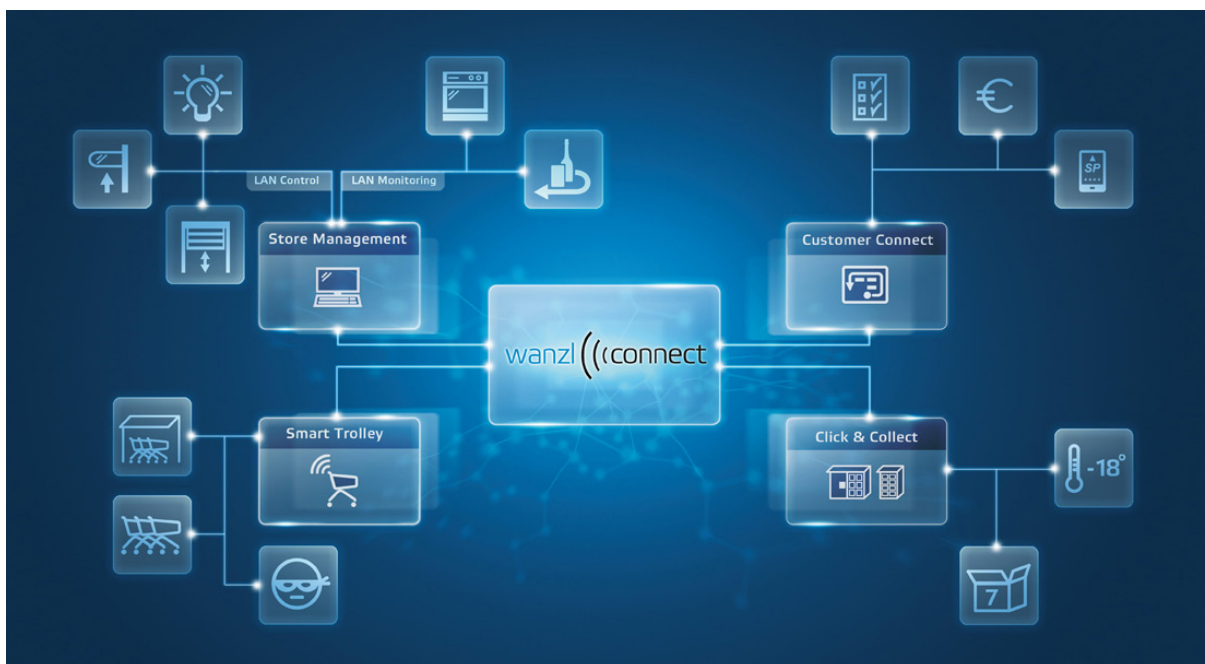 LAN Control
LAN Monitoring
€
SP
Store Management
Customer Connect
wanzl connect
Smart Trolley
Click & Collect
-18°
7